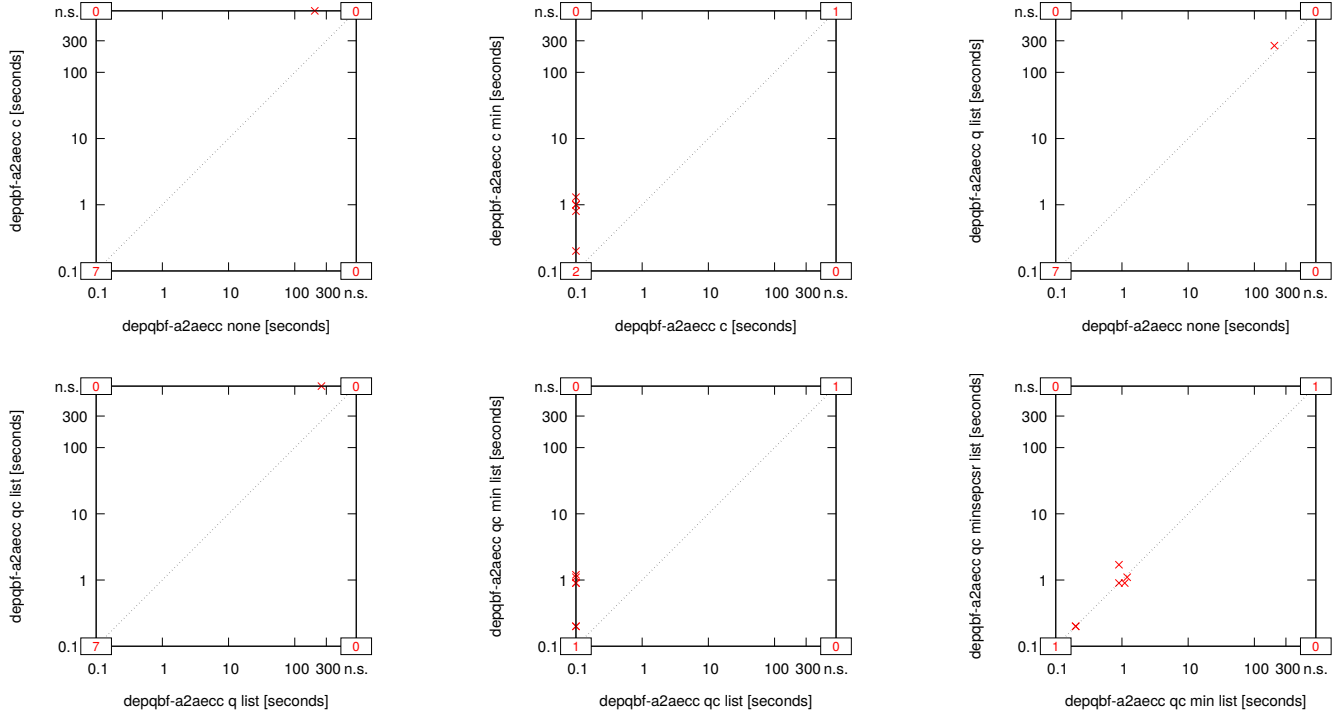 n.s. 0 0
300
100
10
1
0.1 7 0
0.1 1 10 100 300 n.s.
depqbf-a2aecc c [seconds]
depqbf-a2aecc none [seconds]
n.s. 0 1
300
100
10
1
0.1 2 0
0.1 1 10 100 300 n.s.
depqbf-a2aecc c min [seconds]
depqbf-a2aecc c [seconds]
n.s. 0 0
300
100
10
1
0.1 7 0
0.1 1 10 100 300 n.s.
depqbf-a2aecc q list [seconds]
depqbf-a2aecc none [seconds]
n.s. 0 0
300
100
10
1
0.1 7 0
0.1 1 10 100 300 n.s.
depqbf-a2aecc qc list [seconds]
depqbf-a2aecc q list [seconds]
n.s. 0 1
300
100
10
1
0.1 1 0
0.1 1 10 100 300 n.s.
depqbf-a2aecc qc min list [seconds]
depqbf-a2aecc qc list [seconds]
n.s. 0 1
300
100
10
1
0.1 1 0
0.1 1 10 100 300 n.s.
depqbf-a2aecc qc minsepcsr list [seconds]
depqbf-a2aecc qc min list [seconds]